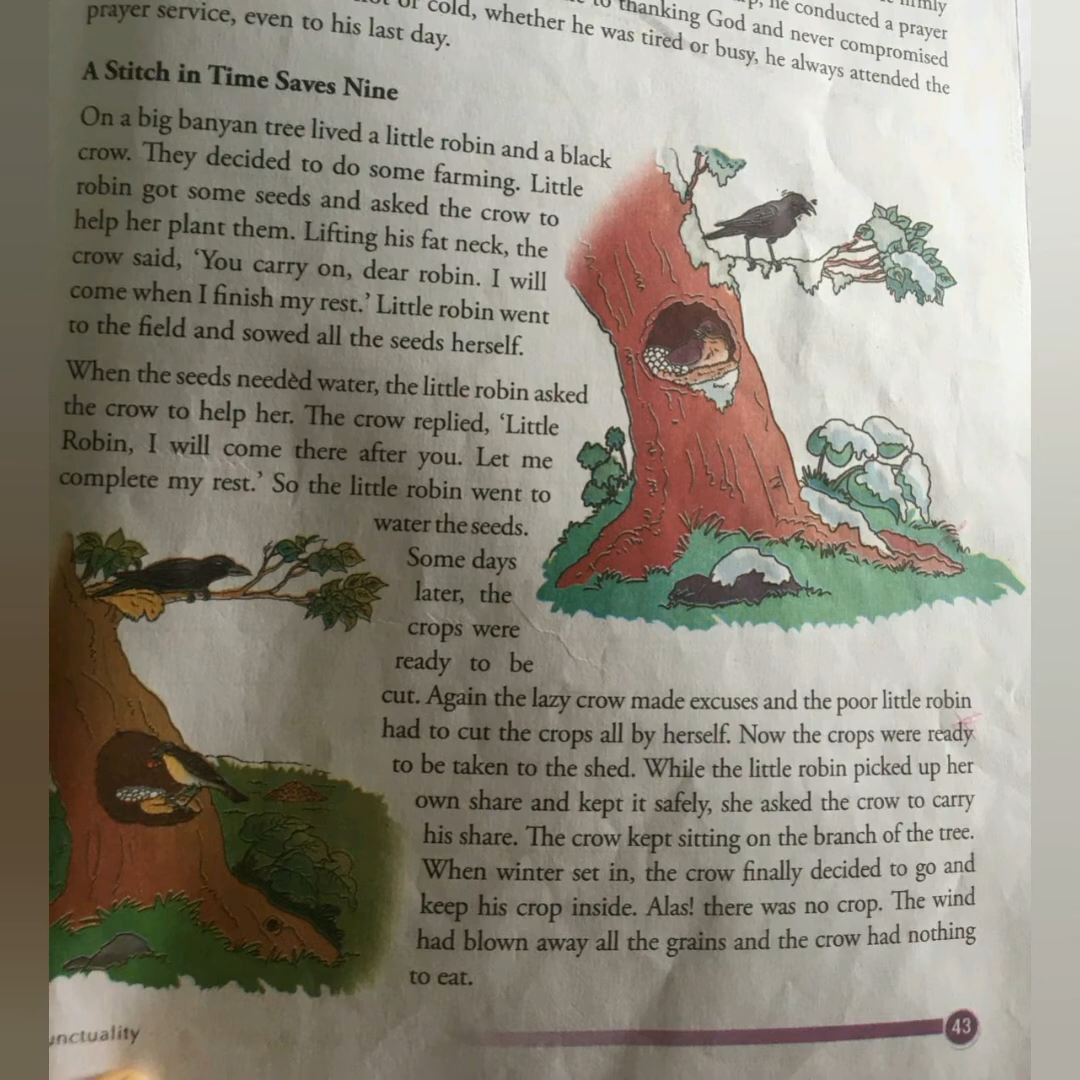 he conducted a prayer
or cold, whether he was tired or busy, he always attended the
to thanking God and never compromised
prayer service, even to his last day.
A Stitch in Time Saves Nine
On a big banyan tree lived a little robin and a black
crow. They decided to do some farming. Little
robin got some seeds and asked the crow to
help her plant them. Lifting his fat neck, the
crow said, ‘You carry on, dear robin. I will
come when I finish my rest.’ Little robin went
to the field and sowed all the seeds herself.
When the seeds needed water, the little robin asked
the crow to help her. The crow replied, ‘Little
Robin, I will come there after you. Let me
complete my rest.’ So the little robin went to
water the seeds.
Some days
later, the
crops were
ready to be
cut. Again the lazy crow made excuses and the poor little robin
had to cut the crops all by herself. Now the crops were ready
to be taken to the shed. While the little robin picked up her
own share and kept it safely, she asked the crow to carry
his share. The crow kept sitting on the branch of the tree.
When winter set in, the crow finally decided to go and
keep his crop inside. Alas! there was no crop. The wind
had blown away all the grains and the crow had nothing
to eat.
43